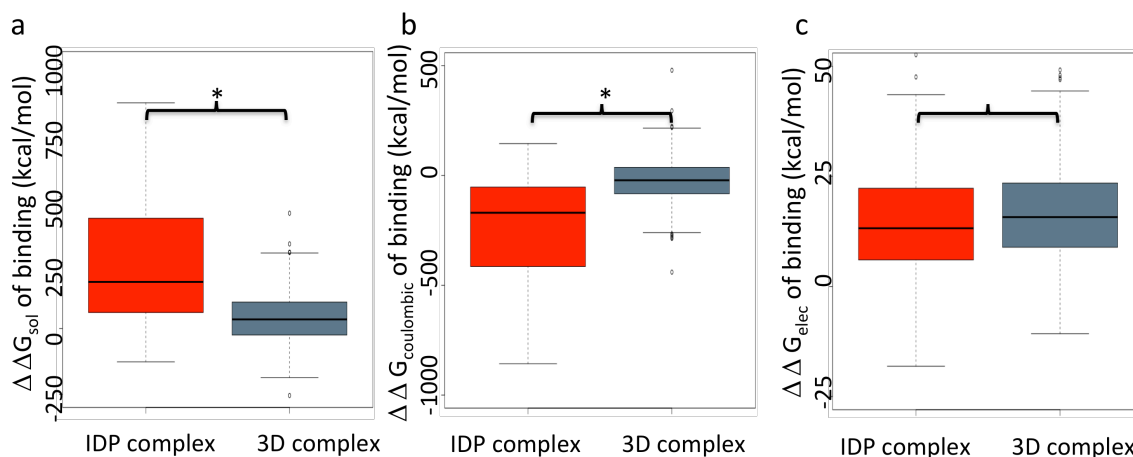 a
ΔΔG_sol of binding (kcal/mol)
1000
750
500
250
0
-250
*
IDP complex
3D complex
b
ΔΔG_coulombic of binding (kcal/mol)
500
0
-500
-1000
*
IDP complex
3D complex
c
ΔΔG_elec of binding (kcal/mol)
50
25
0
-25
IDP complex
3D complex